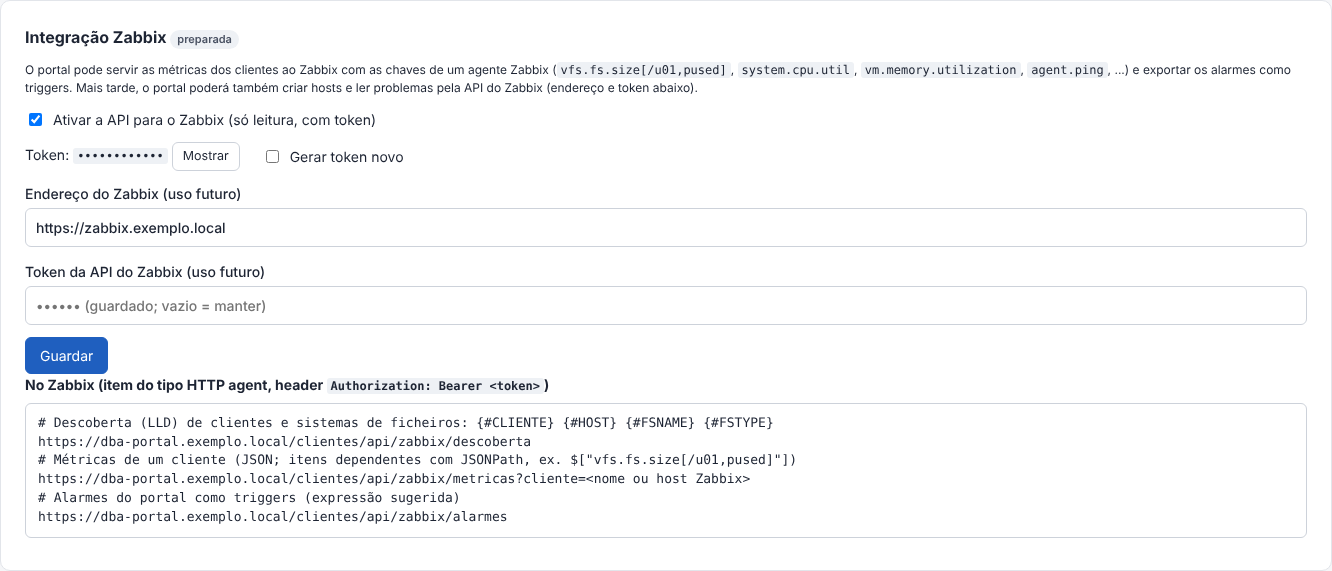 Integração Zabbix preparada
O portal pode servir as métricas dos clientes ao Zabbix com as chaves de um agente Zabbix ( vfs.fs.size[/u01,pused] , system.cpu.util , vm.memory.utilization , agent.ping , …) e exportar os alarmes como
triggers. Mais tarde, o portal poderá também criar hosts e ler problemas pela API do Zabbix (endereço e token abaixo).
Ativar a API para o Zabbix (só leitura, com token)
Token: •••••••••••• Mostrar Gerar token novo
Endereço do Zabbix (uso futuro)
https://zabbix.exemplo.local
Token da API do Zabbix (uso futuro)
•••••• (guardado; vazio = manter)
Guardar
No Zabbix (item do tipo HTTP agent, header Authorization: Bearer <token> )
# Descoberta (LLD) de clientes e sistemas de ficheiros: {#CLIENTE} {#HOST} {#FSNAME} {#FSTYPE}
https://dba-portal.exemplo.local/clientes/api/zabbix/descoberta
# Métricas de um cliente (JSON; itens dependentes com JSONPath, ex. $["vfs.fs.size[/u01,pused]"])
https://dba-portal.exemplo.local/clientes/api/zabbix/metricas?cliente=<nome ou host Zabbix>
# Alarmes do portal como triggers (expressão sugerida)
https://dba-portal.exemplo.local/clientes/api/zabbix/alarmes